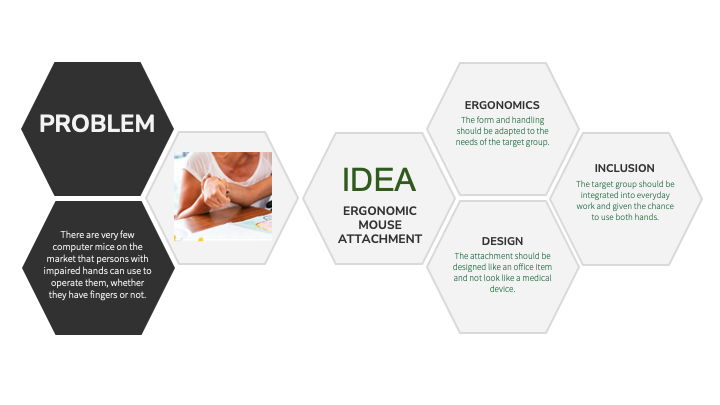 PROBLEM
There are very few
computer mice on the
market that persons with
impaired hands can use to
operate them, whether
they have fingers or not.
IDEA
ERGONOMIC
MOUSE
ATTACHMENT
ERGONOMICS
The form and handling
should be adapted to the
needs of the target group.
DESIGN
The attachment should be
designed like an office item
and not look like a medical
device.
INCLUSION
The target group should be
integrated into everyday
work and given the chance
to use both hands.